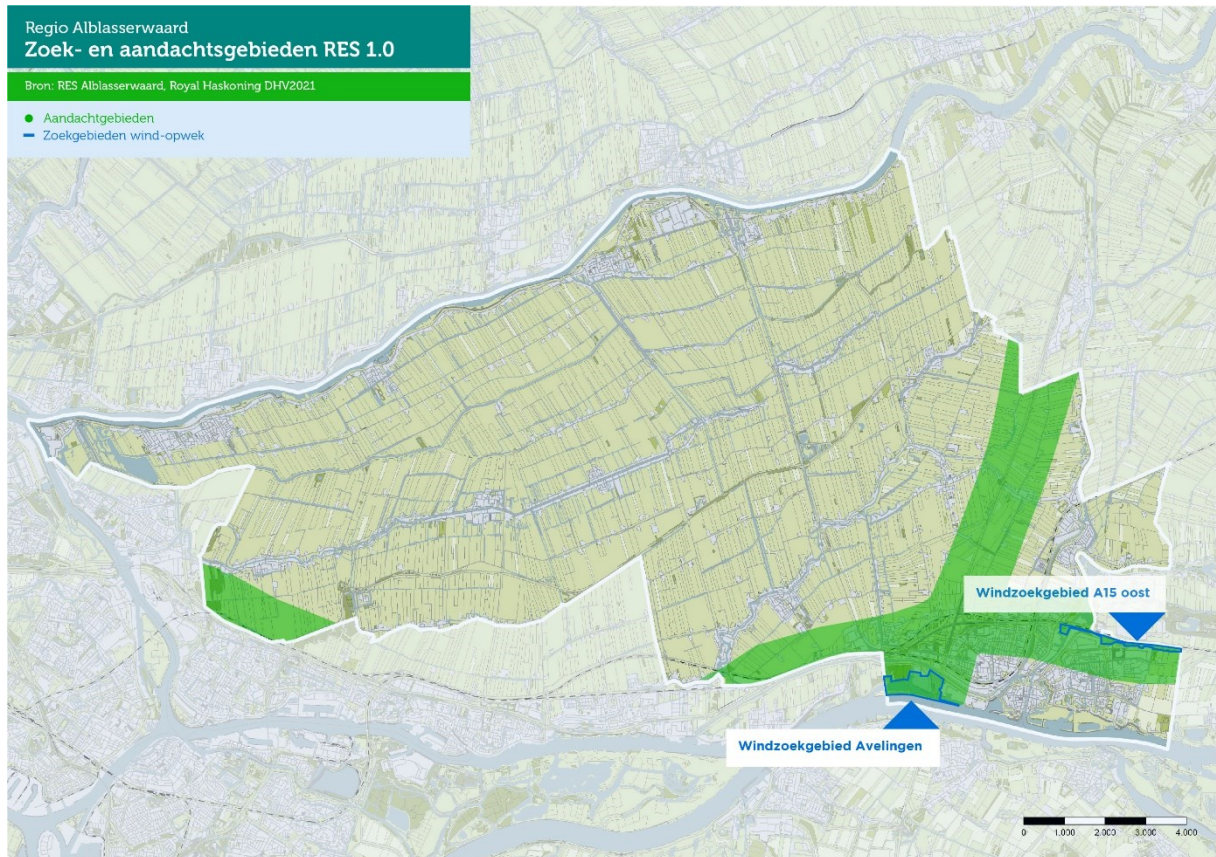 Regio Alblasserwaard
Zoek- en aandachtsgebieden RES 1.0
Bron: RES Alblasserwaard, Royal Haskoning DHV2021
Aandachtgebieden
Zoekgebieden wind-opwek
Windzoekgebied A15 oost
Windzoekgebied Avelingen
0 1.000 2.000 3.000 4.000